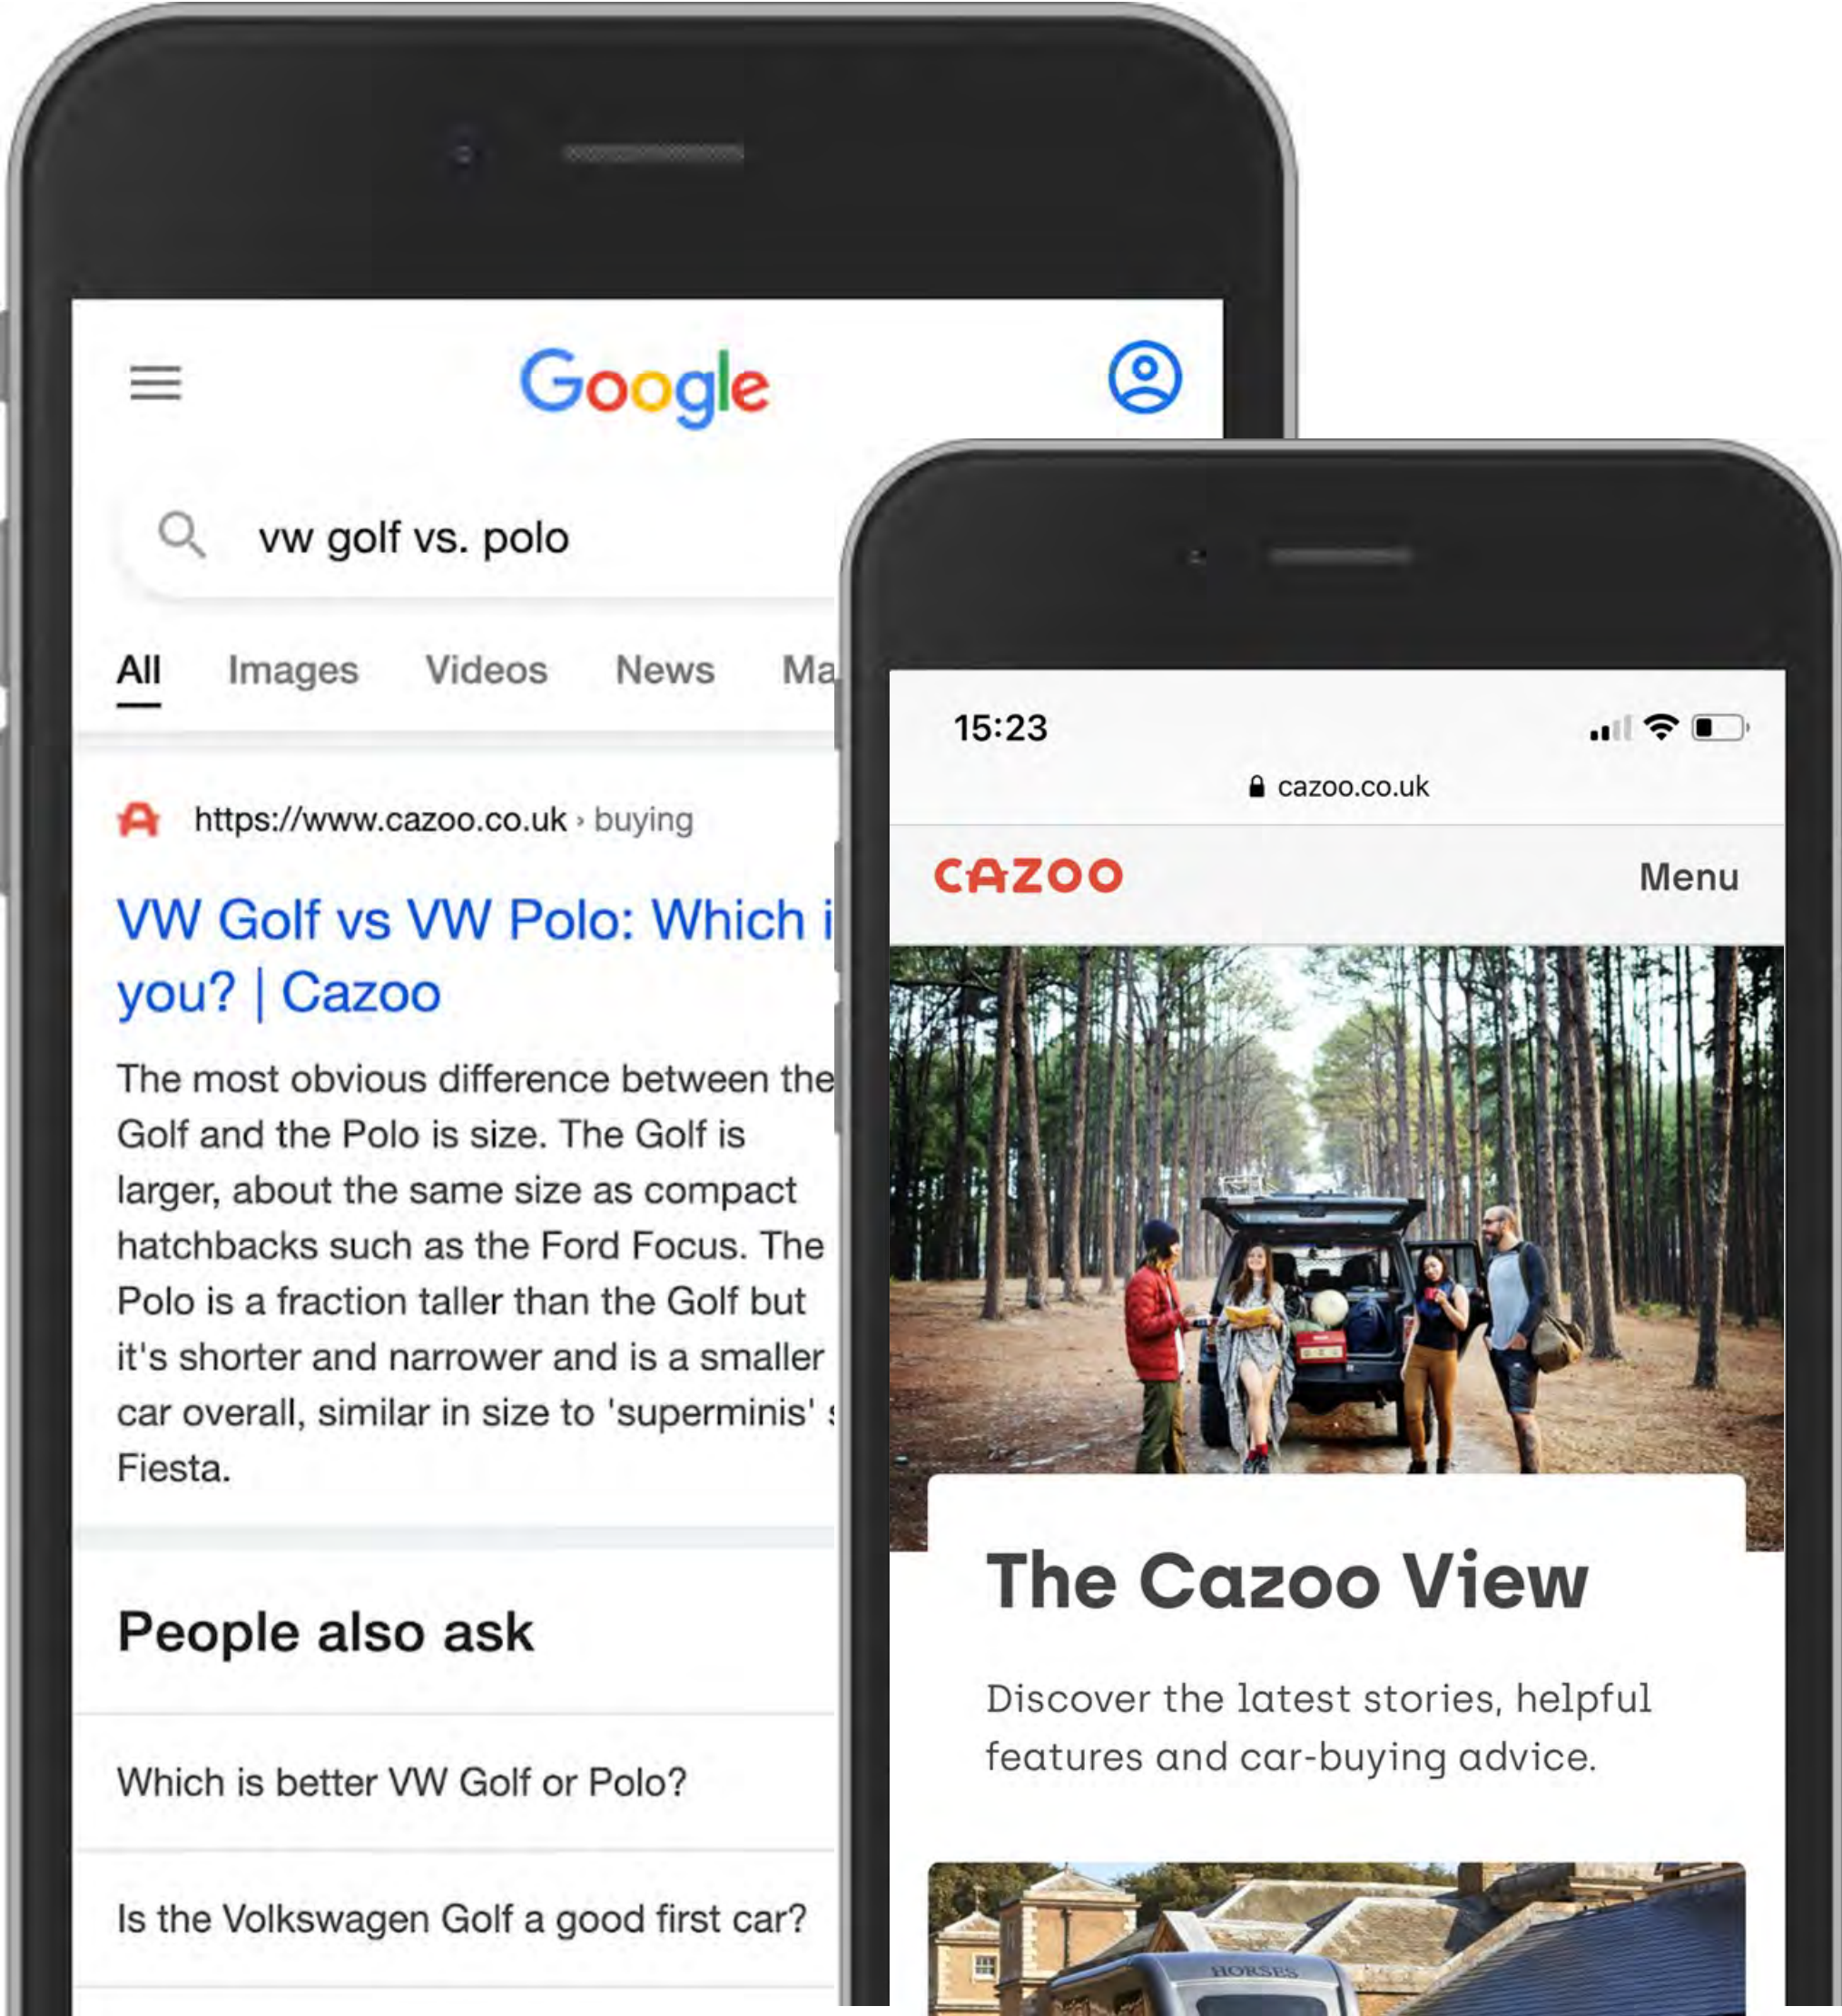 Google
vw golf vs. polo
All Images Videos News Ma
https://www.cazoo.co.uk › buying
VW Golf vs VW Polo: Which i
you? | Cazoo
The most obvious difference between the
Golf and the Polo is size. The Golf is
larger, about the same size as compact
hatchbacks such as the Ford Focus. The
Polo is a fraction taller than the Golf but
it's shorter and narrower and is a smaller
car overall, similar in size to 'superminis'
Fiesta.
People also ask
Which is better VW Golf or Polo?
Is the Volkswagen Golf a good first car?
15:23
cazoo.co.uk
CAZOO Menu
The Cazoo View
Discover the latest stories, helpful
features and car-buying advice.
HORSES